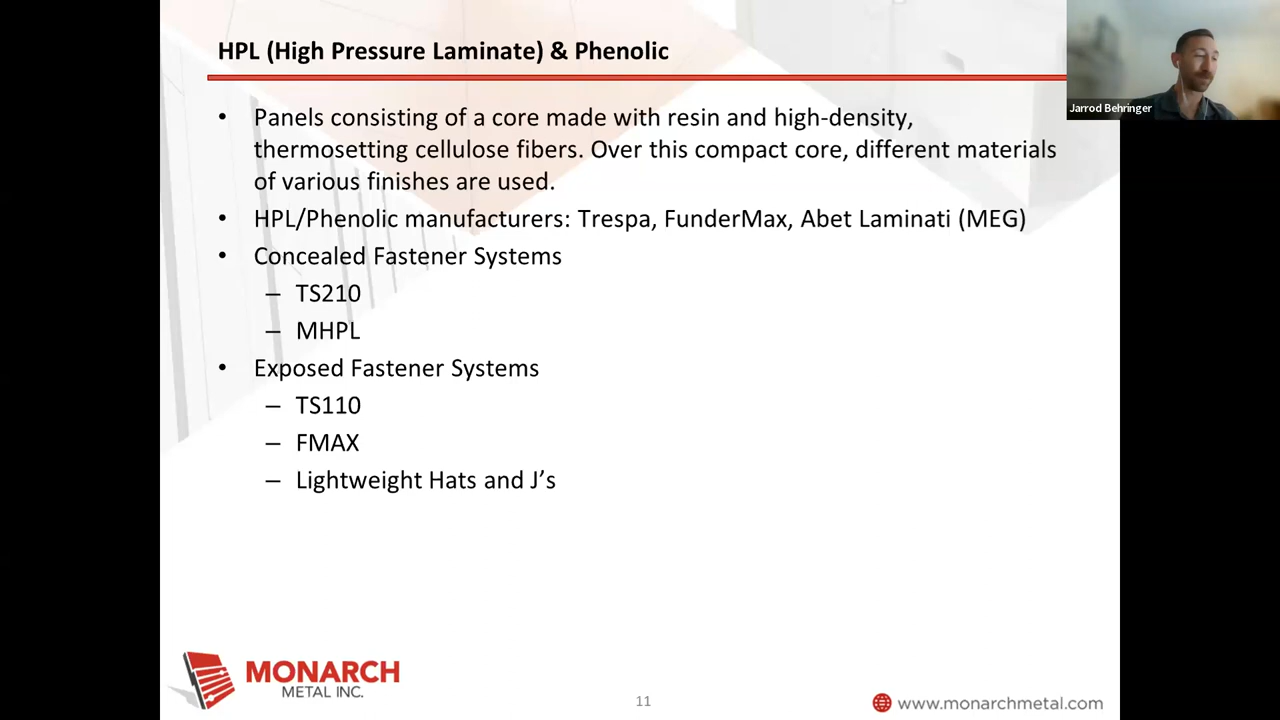 HPL (High Pressure Laminate) & Phenolic
Jarrod Behringer
• Panels consisting of a core made with resin and high-density,
thermosetting cellulose fibers. Over this compact core, different materials
of various finishes are used.
• HPL/Phenolic manufacturers: Trespa, FunderMax, Abet Laminati (MEG)
• Concealed Fastener Systems
– TS210
– MHPL
• Exposed Fastener Systems
– TS110
– FMAX
– Lightweight Hats and J’s
MONARCH
METAL INC.
11
www.monarchmetal.com